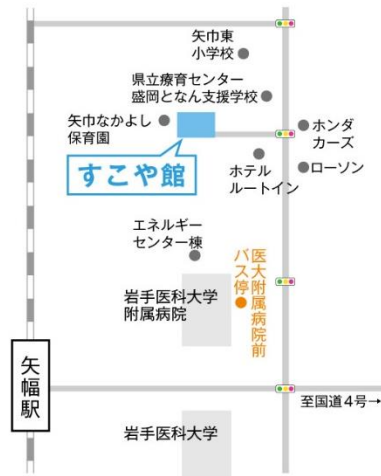 矢巾東
小学校
県立療育センター
盛岡となん支援学校
矢巾なかよし
保育園
ホンダ
カーズ
すこや館
ホテル
ルートイン
ローソン
エネルギー
センター棟
医大附属病院前
バス停
岩手医科大学
附属病院
矢幅駅
至国道4号→
岩手医科大学